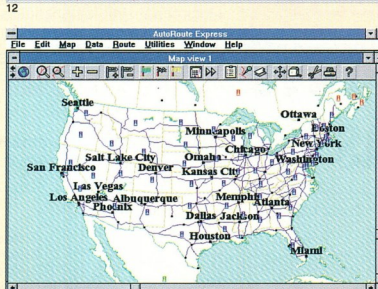 12
AutoRoute Express
File Edit Map Data Route Utilities Window Help
Map view 1
Seattle
Ottawa
Minneapolis Boston
Chicago New York
Salt Lake City Omaha Washington
San Francisco Denver Kansas City
Las Vegas
Los Angeles Albuquerque Memphis Atlanta
Phoenix
Dallas Jackson
Houston
Miami